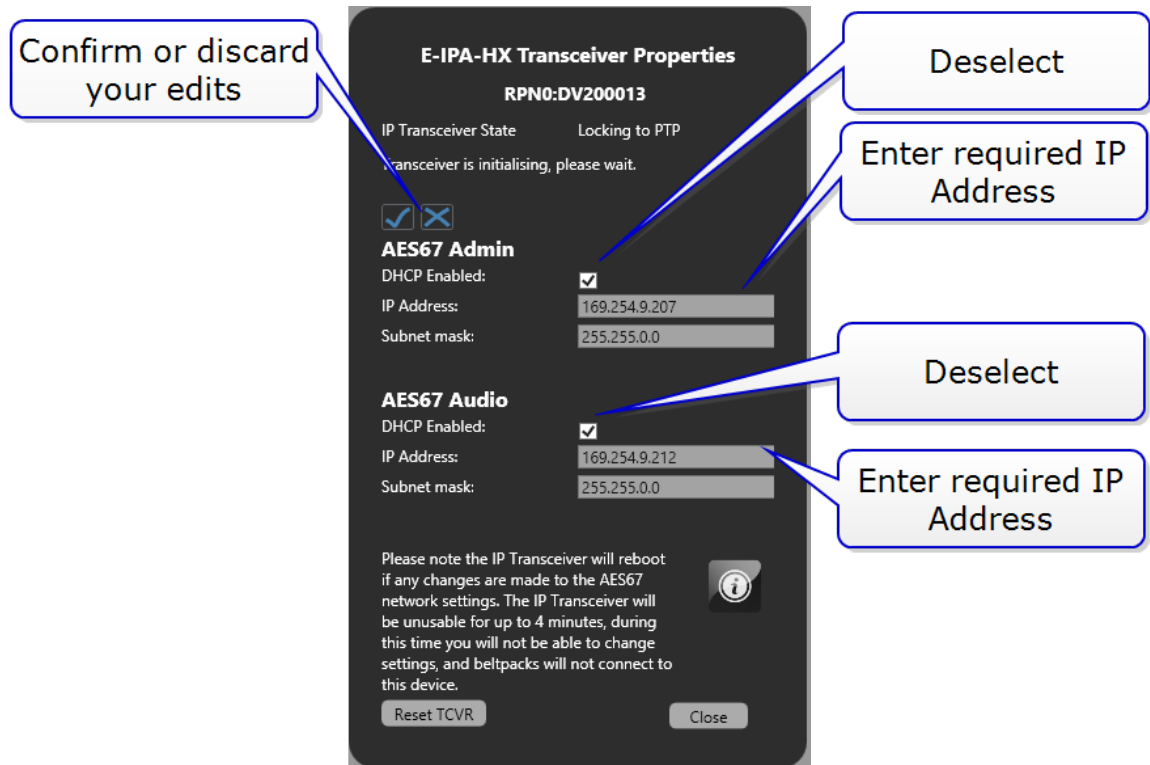 Confirm or discard
your edits
E-IPA-HX Transceiver Properties
RPN0:DV200013
IP Transceiver State Locking to PTP
Transceiver is initialising, please wait.
AES67 Admin
DHCP Enabled:
IP Address: 169.254.9.207
Subnet mask: 255.255.0.0
Deselect
Enter required IP
Address
AES67 Audio
DHCP Enabled:
IP Address: 169.254.9.212
Subnet mask: 255.255.0.0
Deselect
Enter required IP
Address
Please note the IP Transceiver will reboot
if any changes are made to the AES67
network settings. The IP Transceiver will
be unusable for up to 4 minutes, during
this time you will not be able to change
settings, and beltpacks will not connect to
this device.
Reset TCVR Close